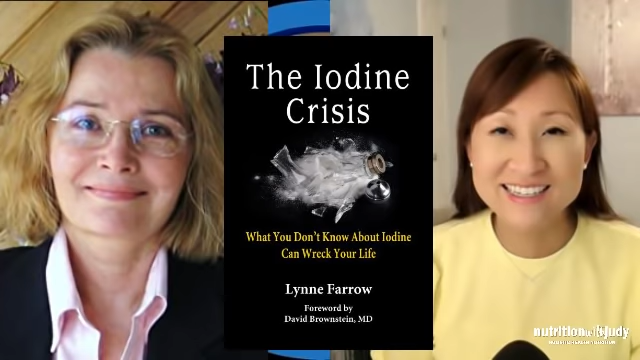 The Iodine
Crisis
What You Don't Know About Iodine
Can Wreck Your Life
Lynne Farrow
Foreword by
David Brownstein, MD
nutrition judy